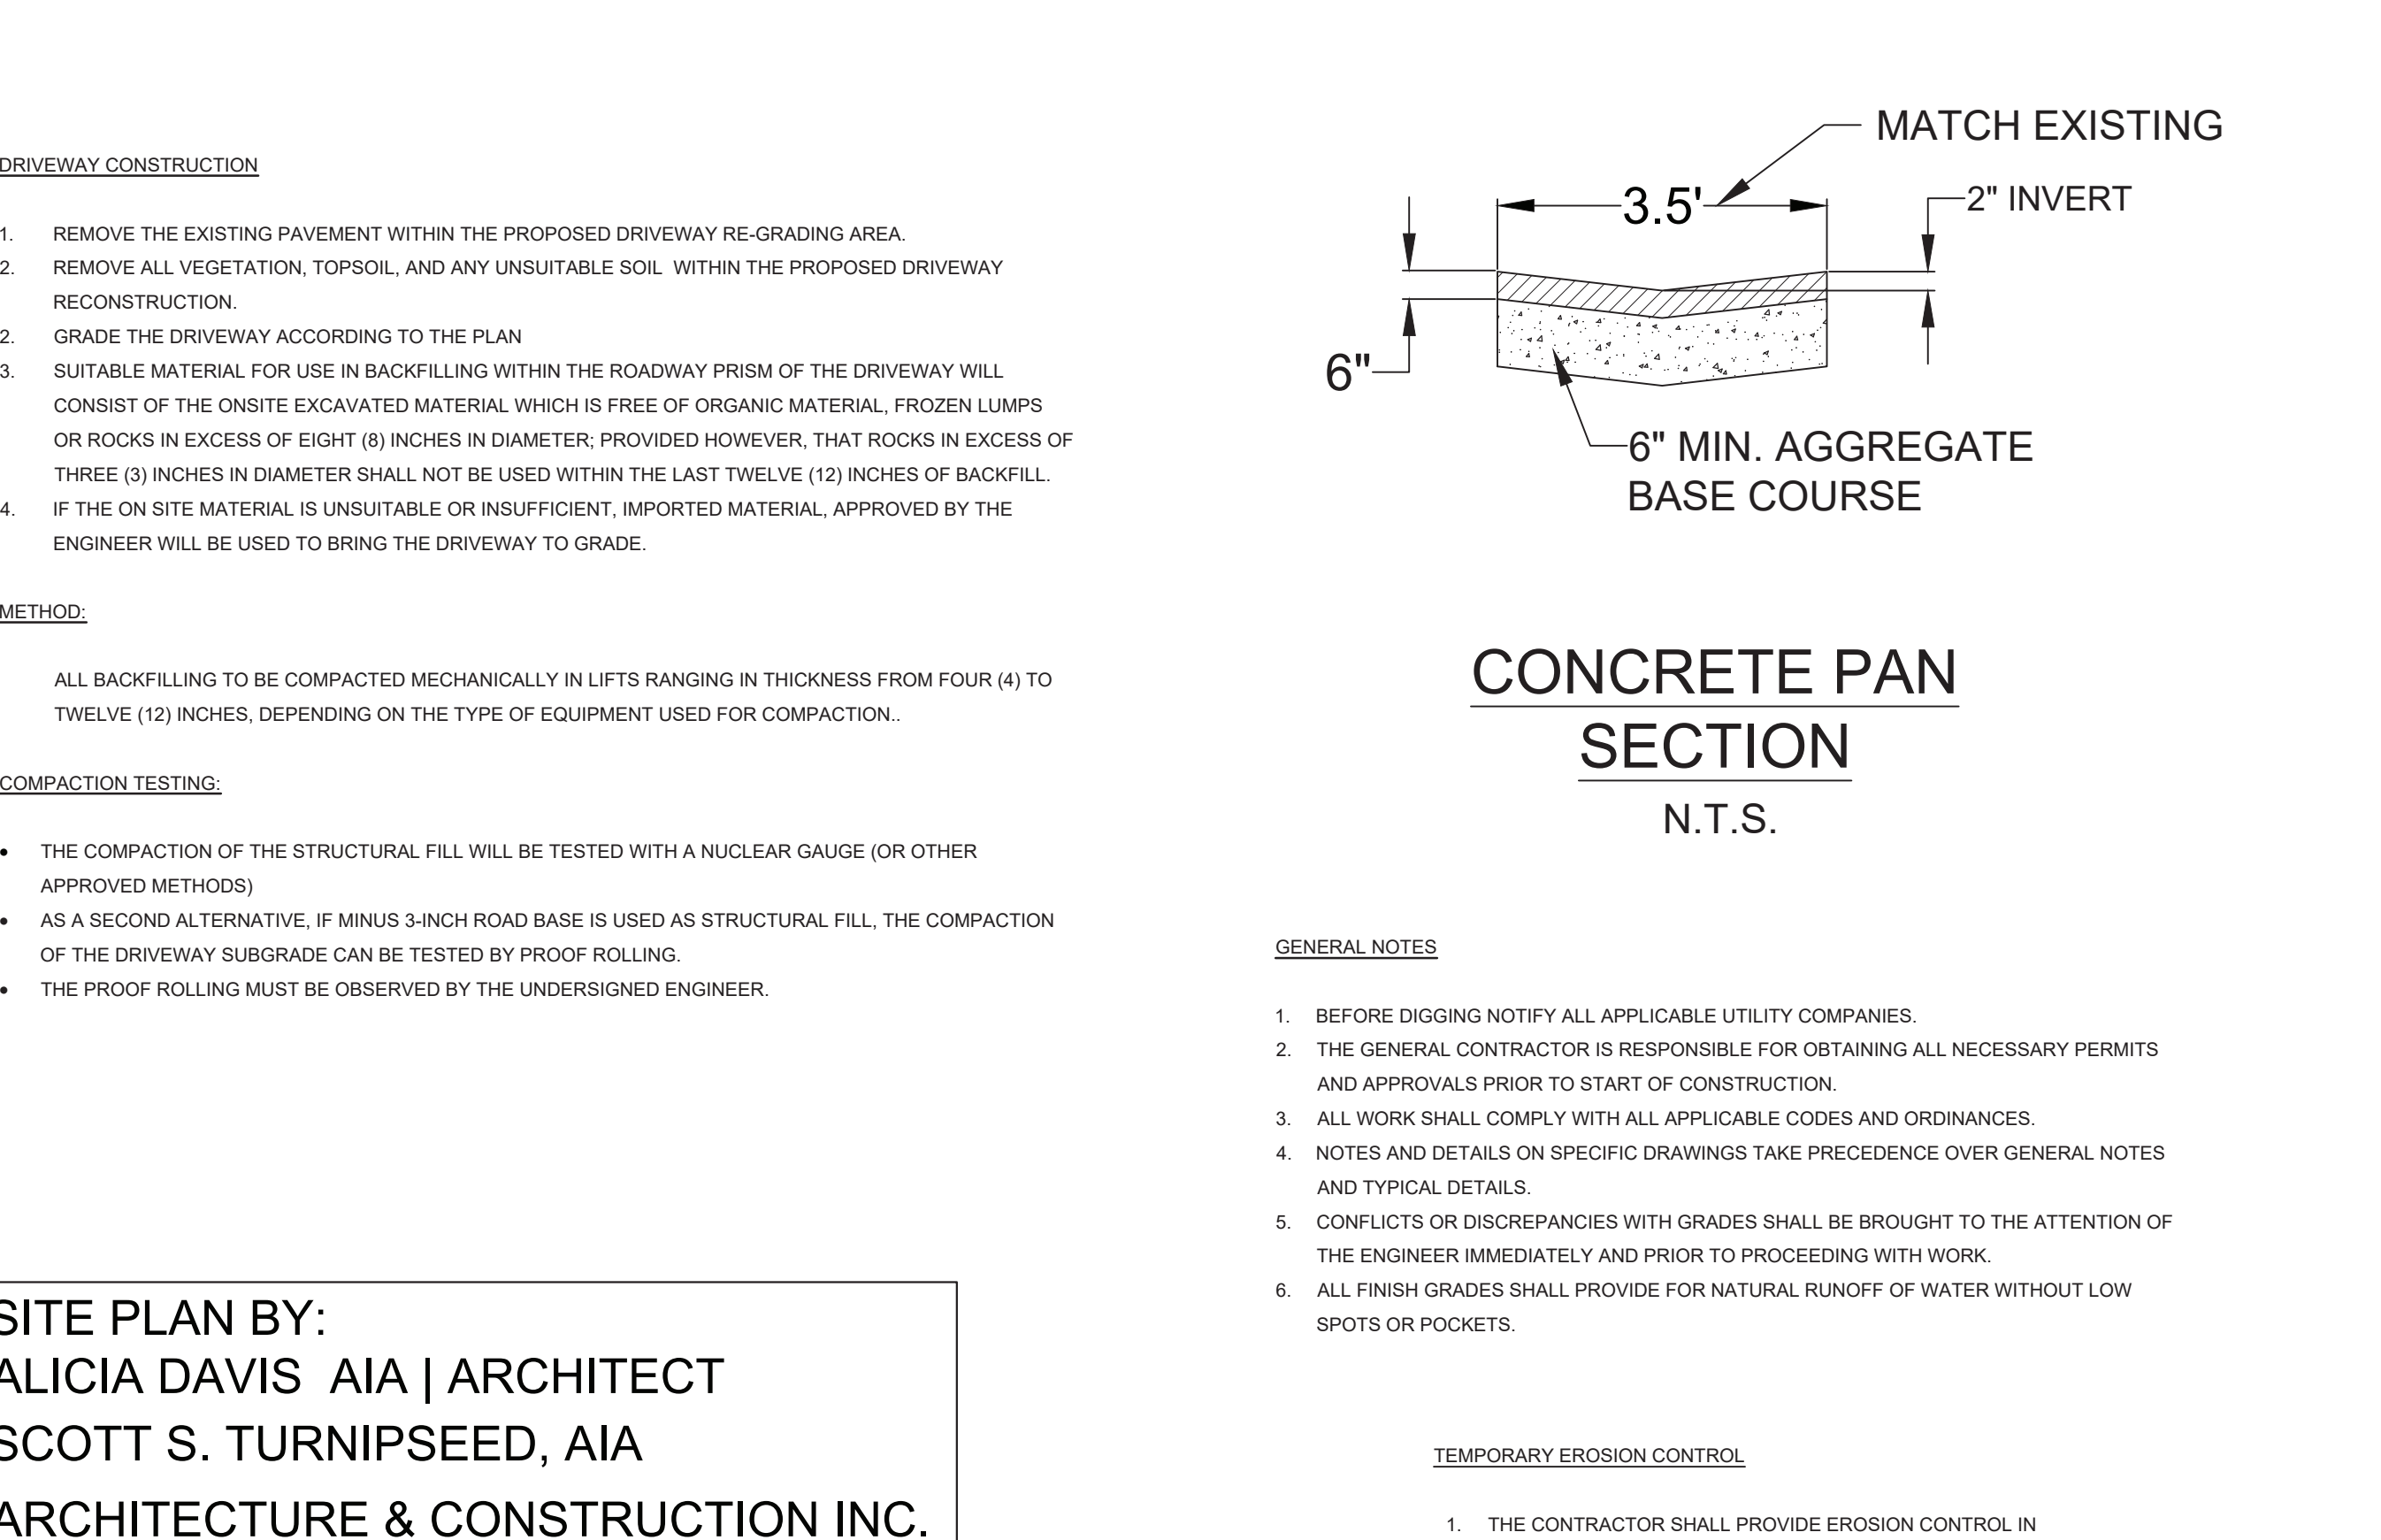 DRIVEWAY CONSTRUCTION
1. REMOVE THE EXISTING PAVEMENT WITHIN THE PROPOSED DRIVEWAY RE-GRADING AREA.
2. REMOVE ALL VEGETATION, TOPSOIL, AND ANY UNSUITABLE SOIL WITHIN THE PROPOSED DRIVEWAY
RECONSTRUCTION.
2. GRADE THE DRIVEWAY ACCORDING TO THE PLAN
3. SUITABLE MATERIAL FOR USE IN BACKFILLING WITHIN THE ROADWAY PRISM OF THE DRIVEWAY WILL
CONSIST OF THE ONSITE EXCAVATED MATERIAL WHICH IS FREE OF ORGANIC MATERIAL, FROZEN LUMPS
OR ROCKS IN EXCESS OF EIGHT (8) INCHES IN DIAMETER; PROVIDED HOWEVER, THAT ROCKS IN EXCESS OF
THREE (3) INCHES IN DIAMETER SHALL NOT BE USED WITHIN THE LAST TWELVE (12) INCHES OF BACKFILL.
4. IF THE ON SITE MATERIAL IS UNSUITABLE OR INSUFFICIENT, IMPORTED MATERIAL, APPROVED BY THE
ENGINEER WILL BE USED TO BRING THE DRIVEWAY TO GRADE.
METHOD:
ALL BACKFILLING TO BE COMPACTED MECHANICALLY IN LIFTS RANGING IN THICKNESS FROM FOUR (4) TO
TWELVE (12) INCHES, DEPENDING ON THE TYPE OF EQUIPMENT USED FOR COMPACTION..
COMPACTION TESTING:
• THE COMPACTION OF THE STRUCTURAL FILL WILL BE TESTED WITH A NUCLEAR GAUGE (OR OTHER
APPROVED METHODS)
• AS A SECOND ALTERNATIVE, IF MINUS 3-INCH ROAD BASE IS USED AS STRUCTURAL FILL, THE COMPACTION
OF THE DRIVEWAY SUBGRADE CAN BE TESTED BY PROOF ROLLING.
• THE PROOF ROLLING MUST BE OBSERVED BY THE UNDERSIGNED ENGINEER.
SITE PLAN BY:
ALICIA DAVIS AIA | ARCHITECT
SCOTT S. TURNIPSEED, AIA
ARCHITECTURE & CONSTRUCTION INC.
MATCH EXISTING
3.5'
2" INVERT
6"
6" MIN. AGGREGATE
BASE COURSE
CONCRETE PAN
SECTION
N.T.S.
GENERAL NOTES
1. BEFORE DIGGING NOTIFY ALL APPLICABLE UTILITY COMPANIES.
2. THE GENERAL CONTRACTOR IS RESPONSIBLE FOR OBTAINING ALL NECESSARY PERMITS
AND APPROVALS PRIOR TO START OF CONSTRUCTION.
3. ALL WORK SHALL COMPLY WITH ALL APPLICABLE CODES AND ORDINANCES.
4. NOTES AND DETAILS ON SPECIFIC DRAWINGS TAKE PRECEDENCE OVER GENERAL NOTES
AND TYPICAL DETAILS.
5. CONFLICTS OR DISCREPANCIES WITH GRADES SHALL BE BROUGHT TO THE ATTENTION OF
THE ENGINEER IMMEDIATELY AND PRIOR TO PROCEEDING WITH WORK.
6. ALL FINISH GRADES SHALL PROVIDE FOR NATURAL RUNOFF OF WATER WITHOUT LOW
SPOTS OR POCKETS.
TEMPORARY EROSION CONTROL
1. THE CONTRACTOR SHALL PROVIDE EROSION CONTROL IN